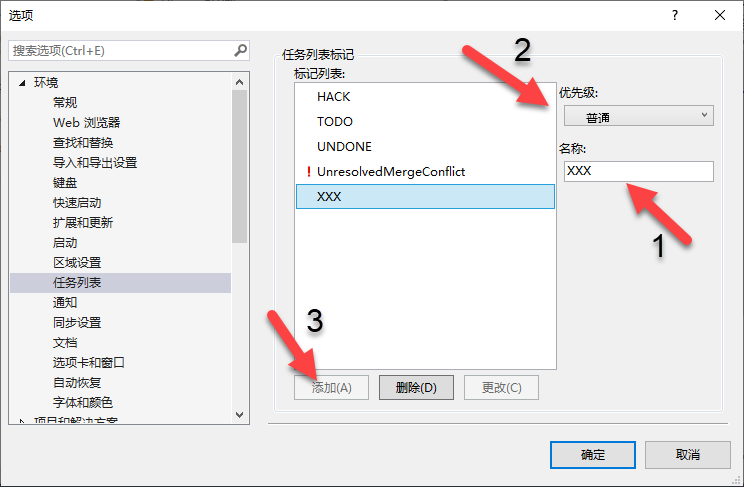 选项
?
搜索选项(Ctrl+E)
环境
常规
Web 浏览器
查找和替换
导入和导出设置
键盘
快速启动
扩展和更新
启动
区域设置
任务列表
通知
同步设置
文档
选项卡和窗口
自动恢复
字体和颜色
项目和解决方案
任务列表标记
标记列表:
HACK
TODO
UNDONE
! UnresolvedMergeConflict
XXX
2
优先级:
普通
名称:
XXX
1
3
添加(A)
删除(D)
更改(C)
确定
取消